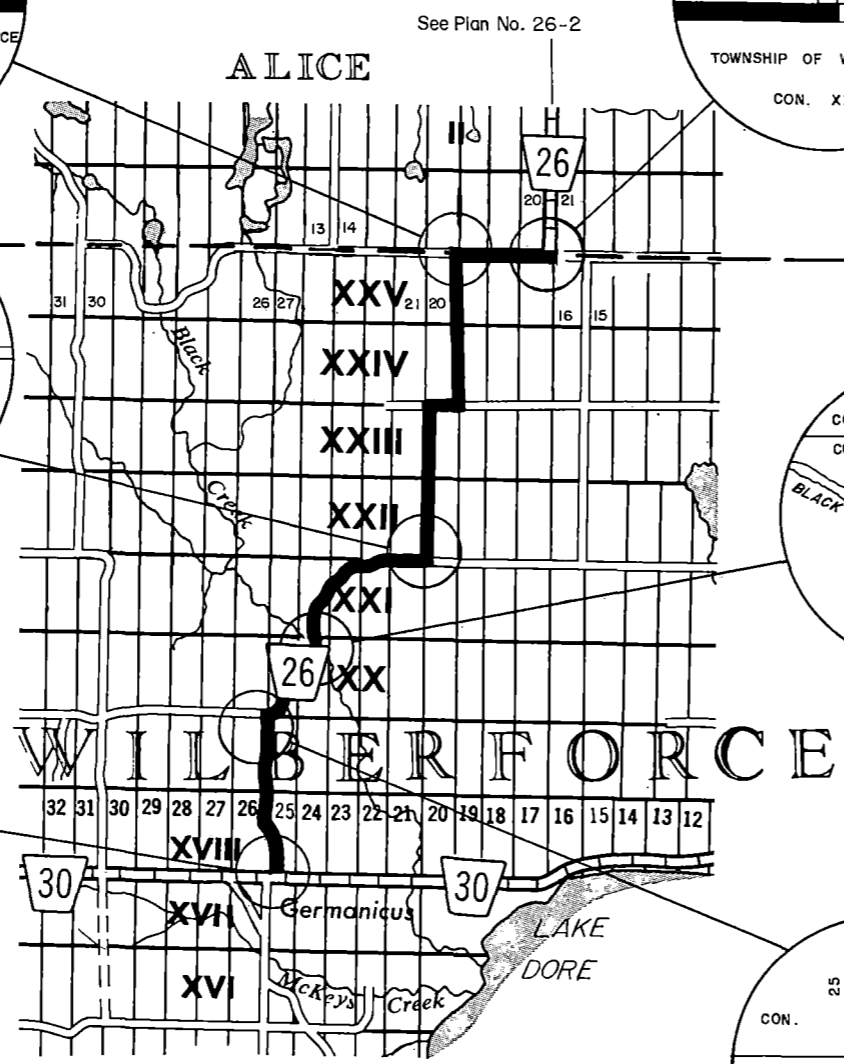 See Plan No. 26-2
CE
ALICE
TOWNSHIP OF
CON.
II
26
20 21
13 14
31 30
26 27
XXV
21 20
16 15
Black
XXIV
XXIII
Creek
XXII
BLACK
XXI
26
XX
WILBERFORCE
32 31 30 29 28 27 26 25 24 23 22 21 20 19 18 17 16 15 14 13 12
XVIII
30
30
XVII
Germanicus
LAKE
DORE
XVI
McKeys Creek
25
CON.